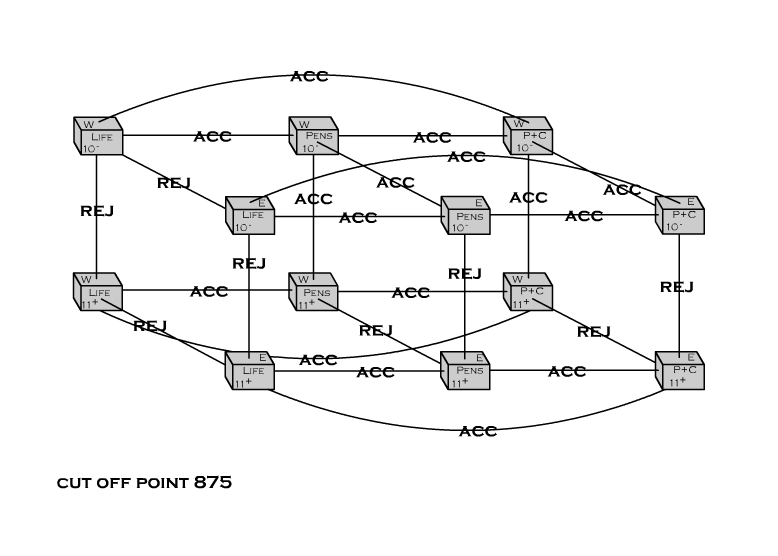 ACC
W W W
LIFE ACC PENS ACC P+C
10- 10- 10-
ACC
REJ ACC ACC
E E E
REJ ACC ACC
LIFE ACC PENS ACC P+C
10- 10- 10-
REJ REJ REJ
W W W
LIFE ACC PENS ACC P+C
11+ 11+ 11+
REJ REJ REJ
E ACC E E
LIFE ACC PENS ACC P+C
11+ 11+ 11+
ACC
CUT OFF POINT 875